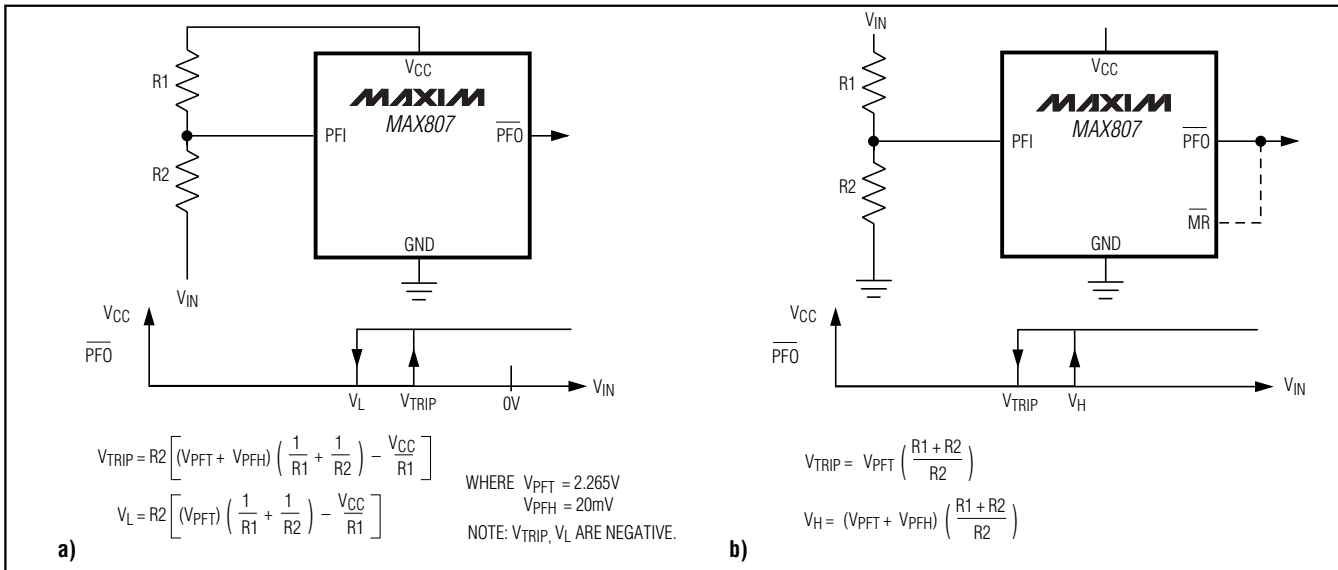 VCC
R1
MAXIM
MAX807
PFI
PFO
R2
GND
VIN
VCC
PFO
VIN
VL
VTRIP
0V
VTRIP = R2 [(VPFT + VPFH) (1/R1 + 1/R2) – VCC/R1]
VL = R2 [(VPFT) (1/R1 + 1/R2) – VCC/R1]
WHERE VPFT = 2.265V
VPFH = 20mV
NOTE: VTRIP, VL ARE NEGATIVE.
a)
VIN
VCC
R1
MAXIM
MAX807
PFI
PFO
R2
MR
GND
VCC
PFO
VIN
VTRIP
VH
VTRIP = VPFT (R1 + R2/R2)
VH = (VPFT + VPFH) (R1 + R2/R2)
b)